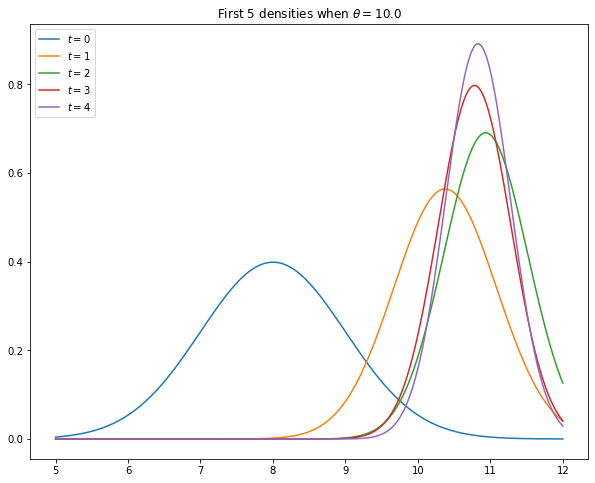 First 5 densities when θ = 10.0
t = 0
t = 1
t = 2
t = 3
t = 4
0.8
0.6
0.4
0.2
0.0
5 6 7 8 9 10 11 12